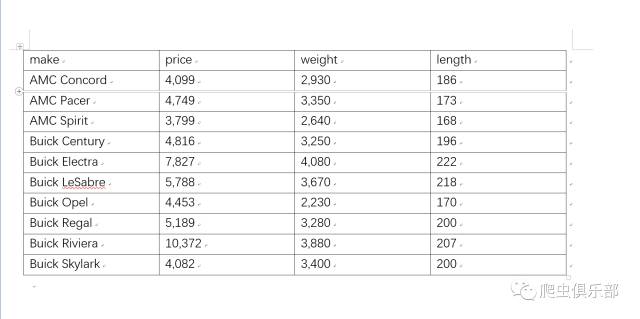 make price weight length
AMC Concord 4,099 2,930 186
AMC Pacer 4,749 3,350 173
AMC Spirit 3,799 2,640 168
Buick Century 4,816 3,250 196
Buick Electra 7,827 4,080 222
Buick LeSabre 5,788 3,670 218
Buick Opel 4,453 2,230 170
Buick Regal 5,189 3,280 200
Buick Riviera 10,372 3,880 207
Buick Skylark 4,082 3,400 200
爬虫俱乐部